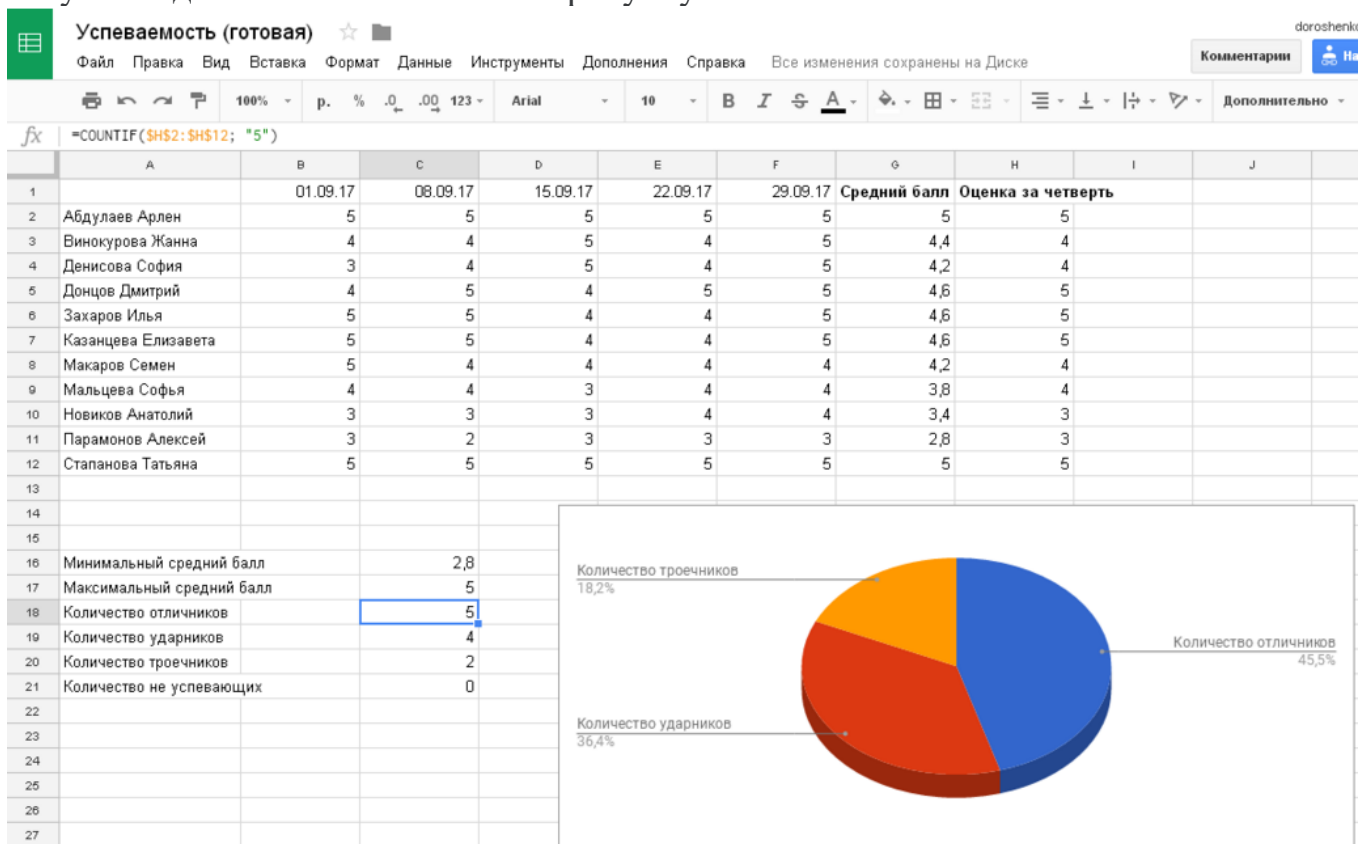 Успеваемость (готовая)
doroshenko
Файл Правка Вид Вставка Формат Данные Инструменты Дополнения Справка Все изменения сохранены на Диске
Комментарии
На
100% р. % .0 .00 123 Arial 10 B I S A Дополнительно
fx =COUNTIF($H$2:$H$12; "5")
A B C D E F G H I J
1 01.09.17 08.09.17 15.09.17 22.09.17 29.09.17 Средний балл Оценка за четверть
2 Абдулаев Арлен 5 5 5 5 5 5 5
3 Винокурова Жанна 4 4 5 4 5 4,4 4
4 Денисова София 3 4 5 4 5 4,2 4
5 Донцов Дмитрий 4 5 4 5 5 4,6 5
6 Захаров Илья 5 5 4 4 5 4,6 5
7 Казанцева Елизавета 5 5 4 4 5 4,6 5
8 Макаров Семен 5 4 4 4 4 4,2 4
9 Мальцева Софья 4 4 3 4 4 3,8 4
10 Новиков Анатолий 3 3 3 4 4 3,4 3
11 Парамонов Алексей 3 2 3 3 3 2,8 3
12 Стапанова Татьяна 5 5 5 5 5 5 5
13
14
15
16 Минимальный средний балл 2,8
17 Максимальный средний балл 5
18 Количество отличников 5
19 Количество ударников 4
20 Количество троечников 2
21 Количество не успевающих 0
22
23
24
25
26
27
Количество троечников
18,2%
Количество отличников
45,5%
Количество ударников
36,4%